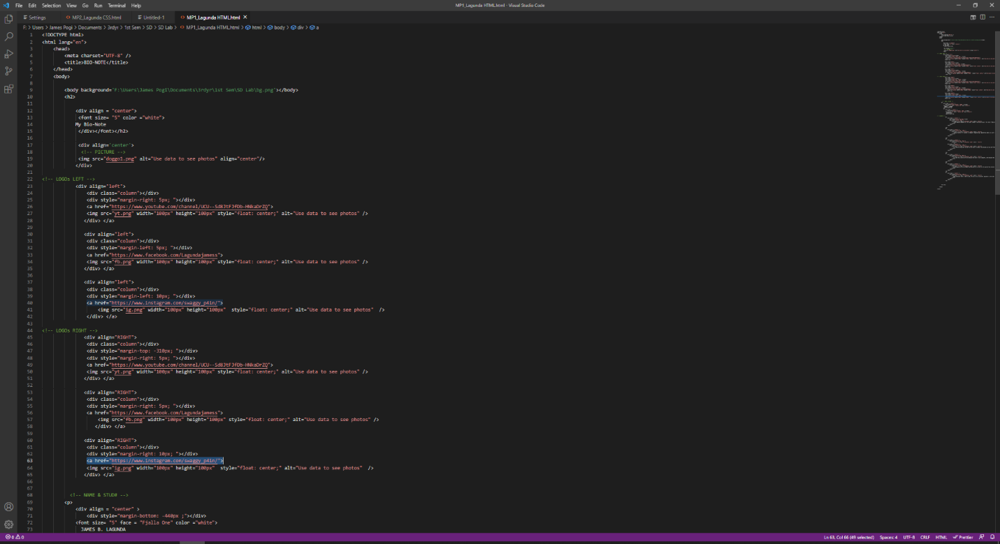 File Edit Selection View Go Run Terminal Help
MP1_Lagunda HTML.html - Visual Studio Code
Settings
MP2_Lagunda CSS.html
Untitled-1
MP1_Lagunda HTML.html
F: > Users > James Pogi > Documents > 3rdyr > 1st Sem > SD > SD Lab > MP1_Lagunda HTML.html > html > body > div > a
1 <!DOCTYPE html>
2 <html lang="en">
3 <head>
4 <meta charset="UTF-8" />
5 <title>BIO-NOTE</title>
6 </head>
7 <body>
8
9 <body background='F:\Users\James Pogi\Documents\3rdyr\1st Sem\SD Lab\bg.png'></body>
10 <h2>
11
12 <div align = "center">
13 <font size= "5" color ="white">
14 My Bio-Note
15 </div></font></h2>
16
17 <div align='center'>
18 <!-- PICTURE -->
19 <img src="doggo1.png" alt="Use data to see photos" align="center"/>
20 </div>
21
22 <!-- LOGOs LEFT -->
23 <div align="left">
24 <div class="column"></div>
25 <div style="margin-right: 5px; "></div>
26 <a href="https://www.youtube.com/channel/UCU--Sd8JtFJfDb-HNkaDrZQ">
27 <img src="yt.png" width="100px" height="100px" style="float: center;" alt="Use data to see photos" />
28 </div> </a>
29
30 <div align="left">
31 <div class="column"></div>
32 <div style="margin-left: 5px; "></div>
33 <a href="https://www.facebook.com/Lagundajamess">
34 <img src="fb.png" width="100px" height="100px" style="float: center;" alt="Use data to see photos" />
35 </div> </a>
36
37 <div align="left">
38 <div class="column"></div>
39 <div style="margin-left: 10px; "></div>
40 <a href="https://www.instagram.com/swaggy_p4in/">
41 <img src="ig.png" width="100px" height="100px"  style="float: center;" alt="Use data to see photos"  />
42 </div> </a>
43
44 <!-- LOGOs RIGHT -->
45 <div align="RIGHT">
46 <div class="column"></div>
47 <div style="margin-top: -310px; "></div>
48 <div style="margin-right: 5px; "></div>
49 <a href="https://www.youtube.com/channel/UCU--Sd8JtFJfDb-HNkaDrZQ">
50 <img src="yt.png" width="100px" height="100px" style="float: center;" alt="Use data to see photos" />
51 </div> </a>
52
53 <div align="RIGHT">
54 <div class="column"></div>
55 <div style="margin-right: 5px; "></div>
56 <a href="https://www.facebook.com/Lagundajamess">
57 <img src="fb.png" width="100px" height="100px" style="float: center;" alt="Use data to see photos" />
58 </div> </a>
59
60 <div align="RIGHT">
61 <div class="column"></div>
62 <div style="margin-right: 10px; "></div>
63 <a href="https://www.instagram.com/swaggy_p4in/">
64 <img src="ig.png" width="100px" height="100px"  style="float: center;" alt="Use data to see photos"  />
65 </div> </a>
66
67
68 <!-- NAME & STUD# -->
69 <p>
70 <div align = "center" >
71 <div style="margin-bottom: -440px ;"></div>
72 <font size= "5" face = "Fjalla One" color ="white">
73 JAMES B. LAGUNDA
0 0 Ln 63, Col 66 (49 selected) Spaces: 4 UTF-8 CRLF HTML Prettier